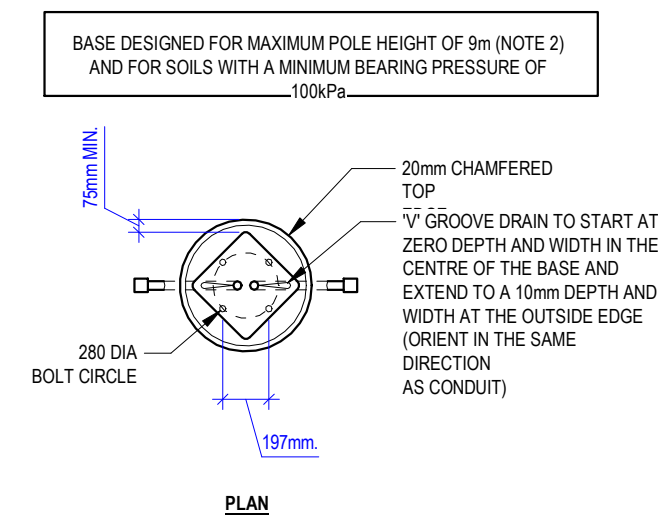 BASE DESIGNED FOR MAXIMUM POLE HEIGHT OF 9m (NOTE 2)
AND FOR SOILS WITH A MINIMUM BEARING PRESSURE OF
100kPa
75mm MIN.
20mm CHAMFERED
TOP
'V' GROOVE DRAIN TO START AT
ZERO DEPTH AND WIDTH IN THE
CENTRE OF THE BASE AND
EXTEND TO A 10mm DEPTH AND
WIDTH AT THE OUTSIDE EDGE
(ORIENT IN THE SAME
DIRECTION
AS CONDUIT)
280 DIA
BOLT CIRCLE
197mm.
PLAN